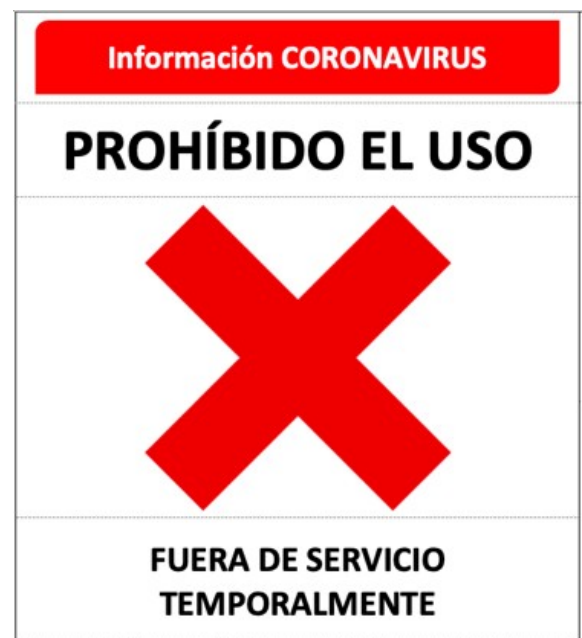 Información CORONAVIRUS
PROHÍBIDO EL USO
FUERA DE SERVICIO
TEMPORALMENTE